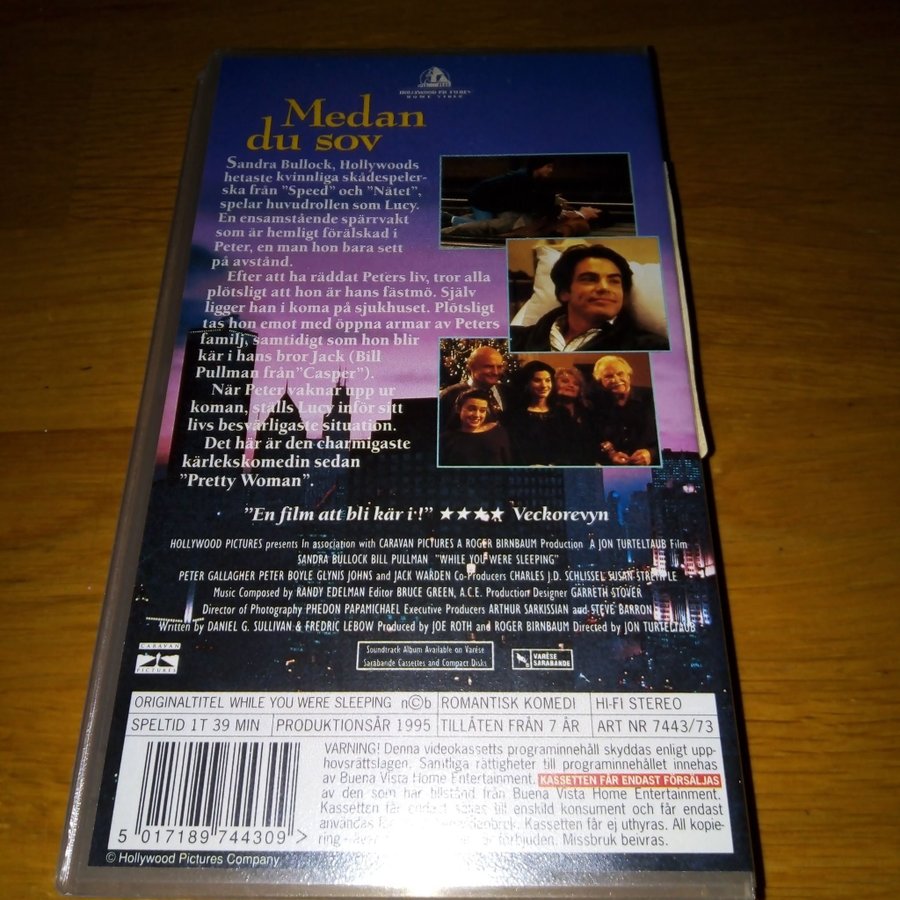 HOLLYWOOD PICTURES
HOME VIDEO
Medan
du sov
Sandra Bullock, Hollywoods
hetaste kvinnliga skådespeler-
ska från "Speed" och "Nätet",
spelar huvudrollen som Lucy.
En ensamstående spärrvakt
som är hemligt förälskad i
Peter, en man hon bara sett
på avstånd.
Efter att ha räddat Peters liv, tror alla
plötsligt att hon är hans fästmö. Själv
ligger han i koma på sjukhuset. Plötsligt
tas hon emot med öppna armar av Peters
familj, samtidigt som hon blir
kär i hans bror Jack (Bill
Pullman från "Casper").
När Peter vaknar upp ur
koman, ställs Lucy inför sitt
livs besvärligaste situation.
Det här är den charmigaste
kärlekskomedin sedan
"Pretty Woman".
"En film att bli kär i!" ★★★★ Veckorevyn
HOLLYWOOD PICTURES presents In association with CARAVAN PICTURES A ROGER BIRNBAUM Production A JON TURTELTAUB Film
SANDRA BULLOCK BILL PULLMAN "WHILE YOU WERE SLEEPING"
PETER GALLAGHER PETER BOYLE GLYNIS JOHNS and JACK WARDEN Co-Producers CHARLES J.D. SCHLISSEL SUSAN STREMPLE
Music Composed by RANDY EDELMAN Editor BRUCE GREEN, A.C.E. Production Designer GARRETH STOVER
Director of Photography PHEDON PAPAMICHAEL Executive Producers ARTHUR SARKISSIAN and STEVE BARRON
Written by DANIEL G. SULLIVAN & FREDRIC LEBOW Produced by JOE ROTH and ROGER BIRNBAUM Directed by JON TURTELTAUB
CARAVAN
PICTURES
Soundtrack Album Available on Varèse
Sarabande Cassettes and Compact Disks
VARÈSE
SARABANDE
ORIGINALTITEL WHILE YOU WERE SLEEPING n©b ROMANTISK KOMEDI HI-FI STEREO
SPELTID 1T 39 MIN PRODUKTIONSÅR 1995 TILLÅTEN FRÅN 7 ÅR ART NR 7443/73
VARNING! Denna videokassetts programinnehåll skyddas enligt upp-
hovsrättslagen. Samtliga rättigheter till programinnehållet innehas
av Buena Vista Home Entertainment. KASSETTEN FÅR ENDAST FÖRSÄLJAS
av den som har tillstånd från Buena Vista Home Entertainment.
Kassetten får endast säljas till enskild konsument och får endast
användas för Kassetten får ej uthyras. All kopie-
ring förbjuden. Missbruk beivras.
5 017189 744309 >
© Hollywood Pictures Company